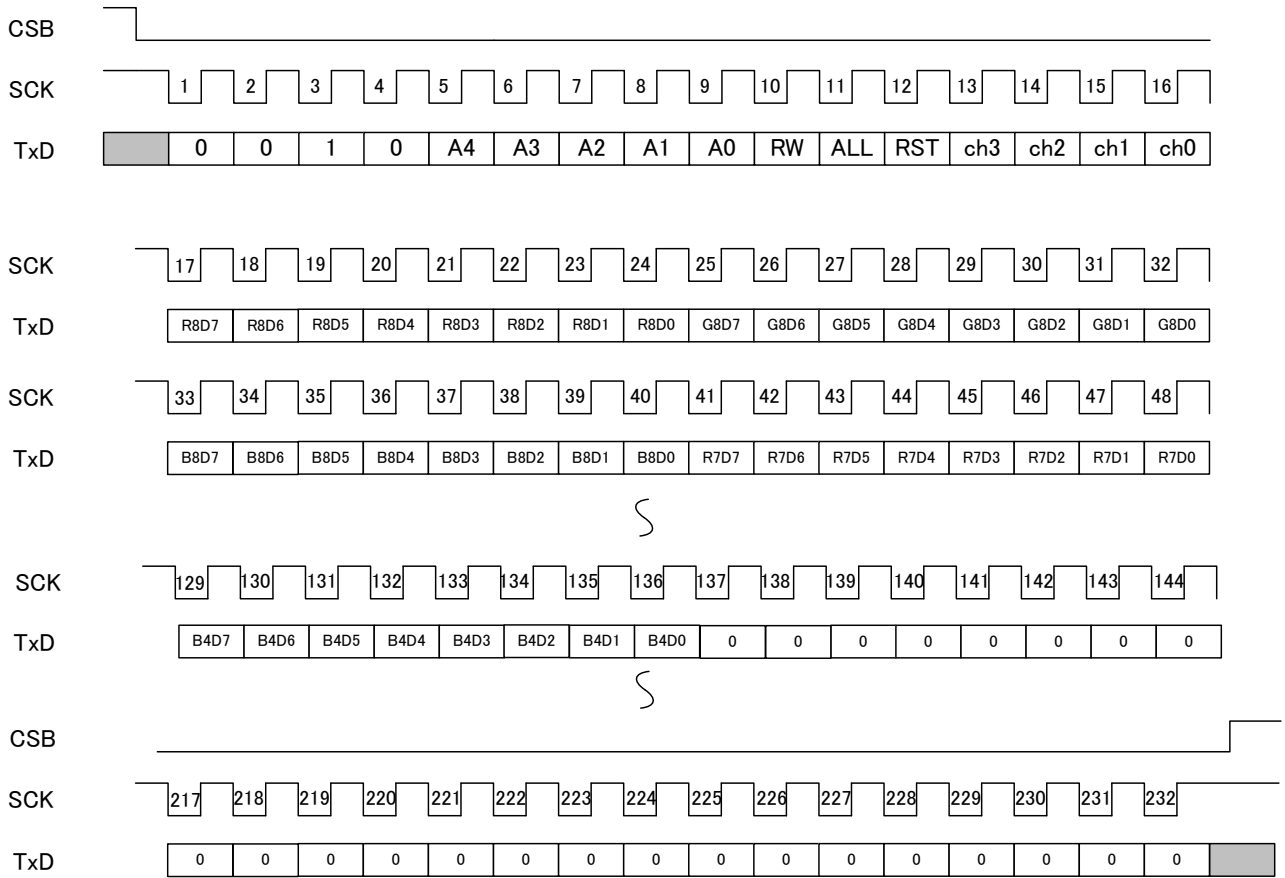 CSB
SCK 1 2 3 4 5 6 7 8 9 10 11 12 13 14 15 16
TxD 0 0 1 0 A4 A3 A2 A1 A0 RW ALL RST ch3 ch2 ch1 ch0
SCK 17 18 19 20 21 22 23 24 25 26 27 28 29 30 31 32
TxD R8D7 R8D6 R8D5 R8D4 R8D3 R8D2 R8D1 R8D0 G8D7 G8D6 G8D5 G8D4 G8D3 G8D2 G8D1 G8D0
SCK 33 34 35 36 37 38 39 40 41 42 43 44 45 46 47 48
TxD B8D7 B8D6 B8D5 B8D4 B8D3 B8D2 B8D1 B8D0 R7D7 R7D6 R7D5 R7D4 R7D3 R7D2 R7D1 R7D0
SCK 129 130 131 132 133 134 135 136 137 138 139 140 141 142 143 144
TxD B4D7 B4D6 B4D5 B4D4 B4D3 B4D2 B4D1 B4D0 0 0 0 0 0 0 0 0
CSB
SCK 217 218 219 220 221 222 223 224 225 226 227 228 229 230 231 232
TxD 0 0 0 0 0 0 0 0 0 0 0 0 0 0 0 0